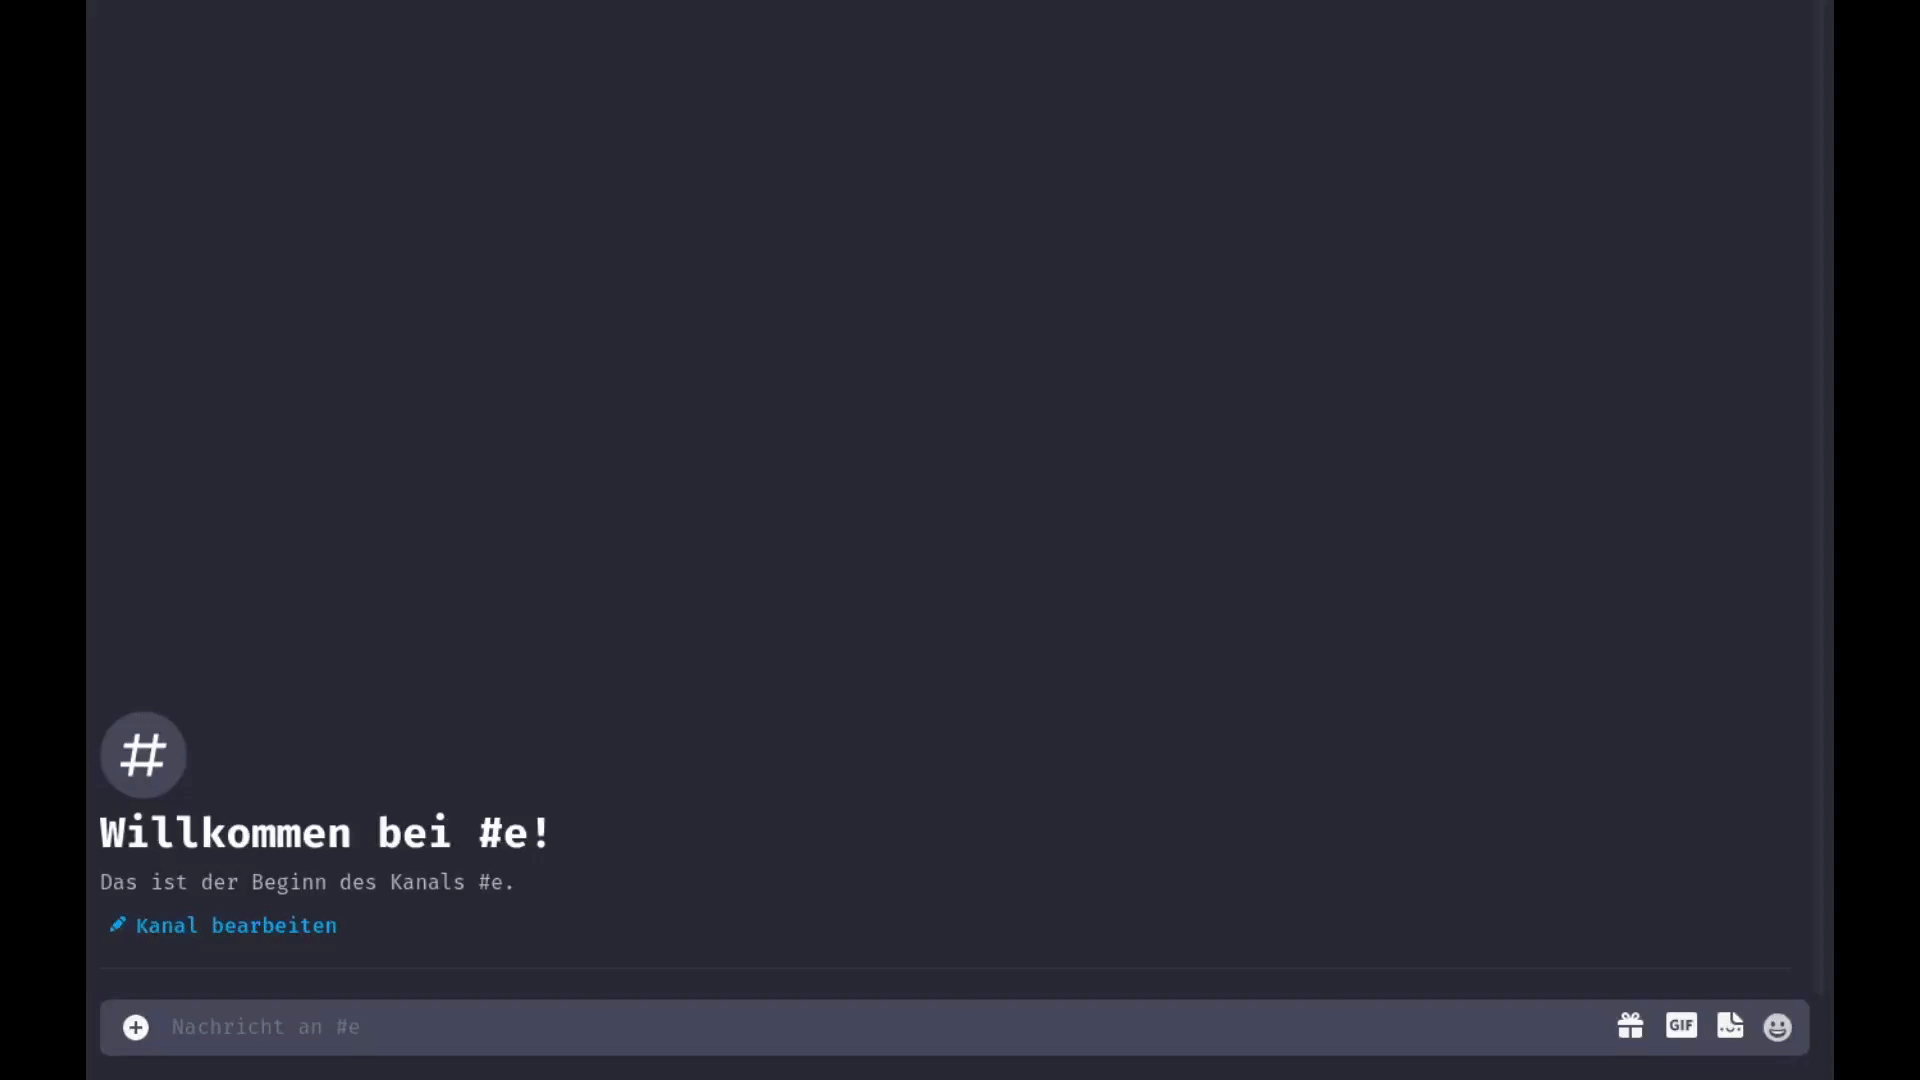 #
Willkommen bei #e!
Das ist der Beginn des Kanals #e.
Kanal bearbeiten
Nachricht an #e
GIF